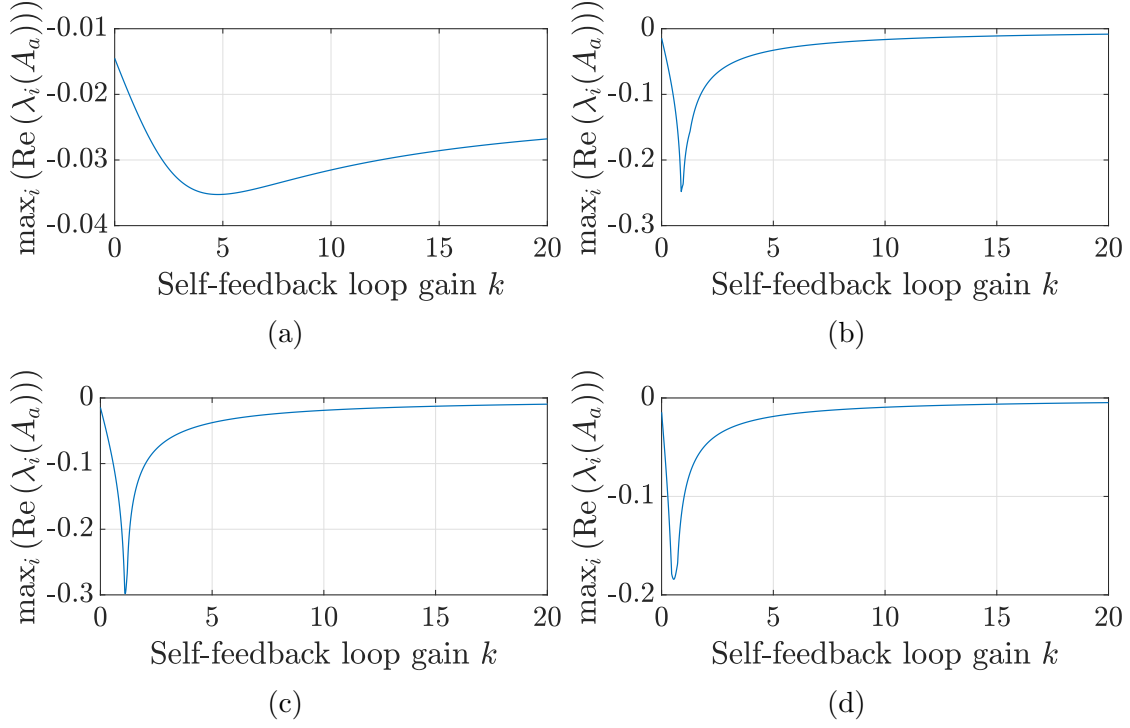 -0.01
-0.02
-0.03
-0.04
0 5 10 15 20
max_i (Re (λ_i(A_a)))
Self-feedback loop gain k
(a)
0
-0.1
-0.2
-0.3
0 5 10 15 20
max_i (Re (λ_i(A_a)))
Self-feedback loop gain k
(b)
0
-0.1
-0.2
-0.3
0 5 10 15 20
max_i (Re (λ_i(A_a)))
Self-feedback loop gain k
(c)
0
-0.1
-0.2
0 5 10 15 20
max_i (Re (λ_i(A_a)))
Self-feedback loop gain k
(d)